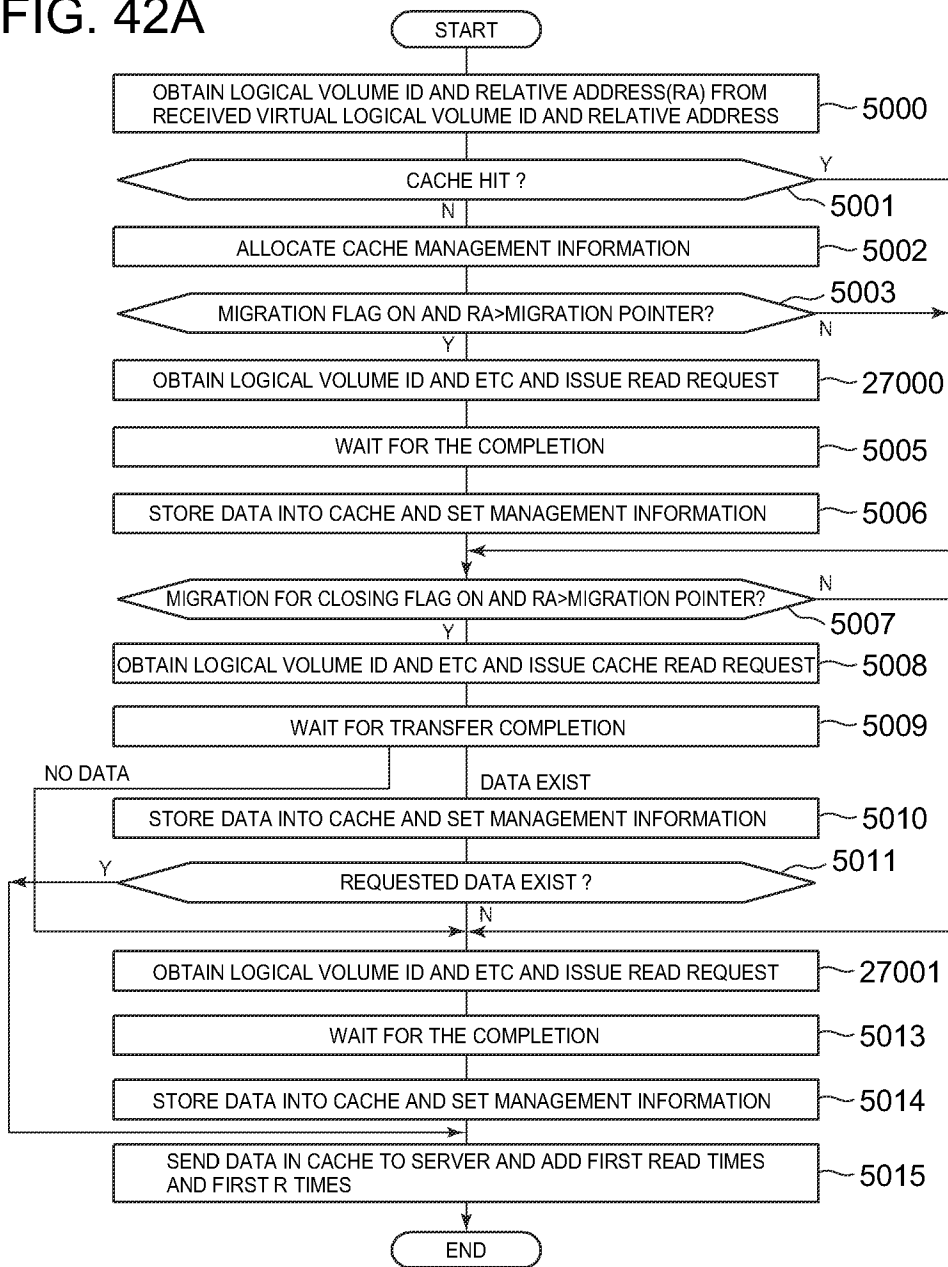 FIG. 42A
START
OBTAIN LOGICAL VOLUME ID AND RELATIVE ADDRESS(RA) FROM
RECEIVED VIRTUAL LOGICAL VOLUME ID AND RELATIVE ADDRESS
5000
CACHE HIT ?
Y
5001
N
ALLOCATE CACHE MANAGEMENT INFORMATION
5002
5003
MIGRATION FLAG ON AND RA>MIGRATION POINTER?
N
Y
OBTAIN LOGICAL VOLUME ID AND ETC AND ISSUE READ REQUEST
27000
WAIT FOR THE COMPLETION
5005
STORE DATA INTO CACHE AND SET MANAGEMENT INFORMATION
5006
MIGRATION FOR CLOSING FLAG ON AND RA>MIGRATION POINTER?
N
5007
Y
OBTAIN LOGICAL VOLUME ID AND ETC AND ISSUE CACHE READ REQUEST
5008
WAIT FOR TRANSFER COMPLETION
5009
NO DATA
DATA EXIST
STORE DATA INTO CACHE AND SET MANAGEMENT INFORMATION
5010
5011
Y
REQUESTED DATA EXIST ?
N
OBTAIN LOGICAL VOLUME ID AND ETC AND ISSUE READ REQUEST
27001
WAIT FOR THE COMPLETION
5013
STORE DATA INTO CACHE AND SET MANAGEMENT INFORMATION
5014
SEND DATA IN CACHE TO SERVER AND ADD FIRST READ TIMES
AND FIRST R TIMES
5015
END